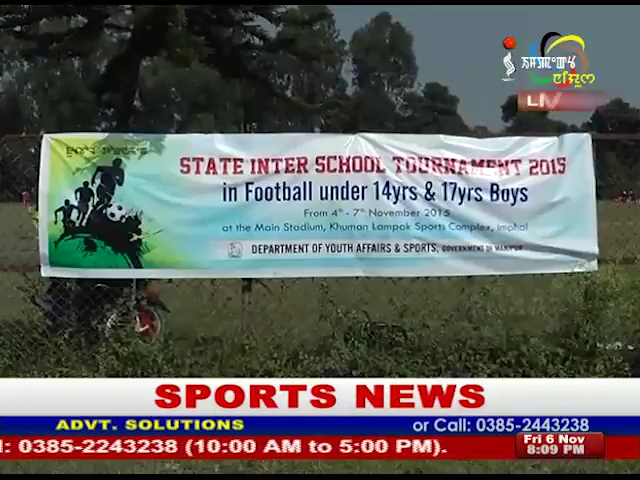 LIV
STATE INTER SCHOOL TOURNAMENT 2015
in Football under 14yrs & 17yrs Boys
From 4th - 7th November 2015
at the Main Stadium, Khuman Lampak Sports Complex, Imphal
DEPARTMENT OF YOUTH AFFAIRS & SPORTS, GOVERNMENT OF MANIPUR
SPORTS NEWS
ADVT. SOLUTIONS or Call: 0385-2443238
: 0385-2243238 (10:00 AM to 5:00 PM).
Fri 6 Nov
8:09 PM